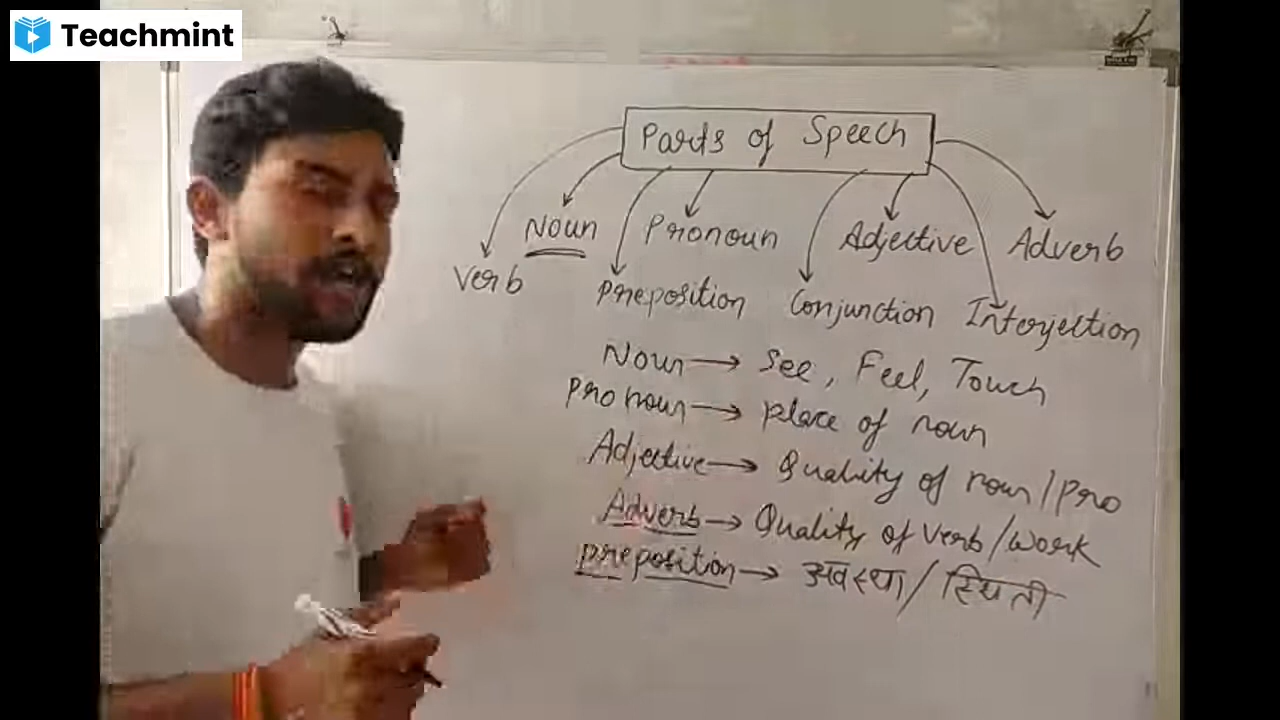 Teachmint
Parts of Speech
Noun Pronoun Adjective Adverb
Verb Preposition Conjunction Interjection
Noun → See, Feel, Touch
Pronoun → place of noun
Adjective → Quality of noun/Pro
Adverb → Quality of Verb/Work
preposition → अवस्था/स्थिती